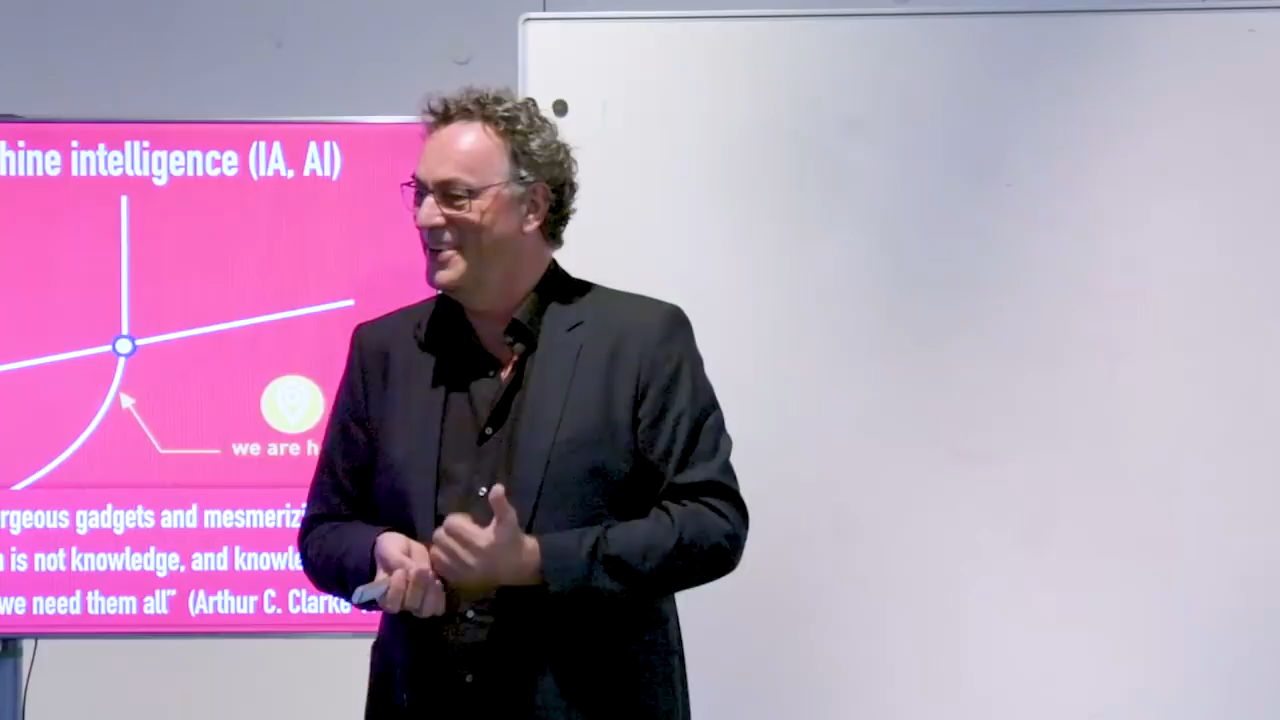 hine intelligence (IA, AI)
we are h
rgeous gadgets and mesmerizi
is not knowledge, and knowle
we need them all” (Arthur C. Clarke